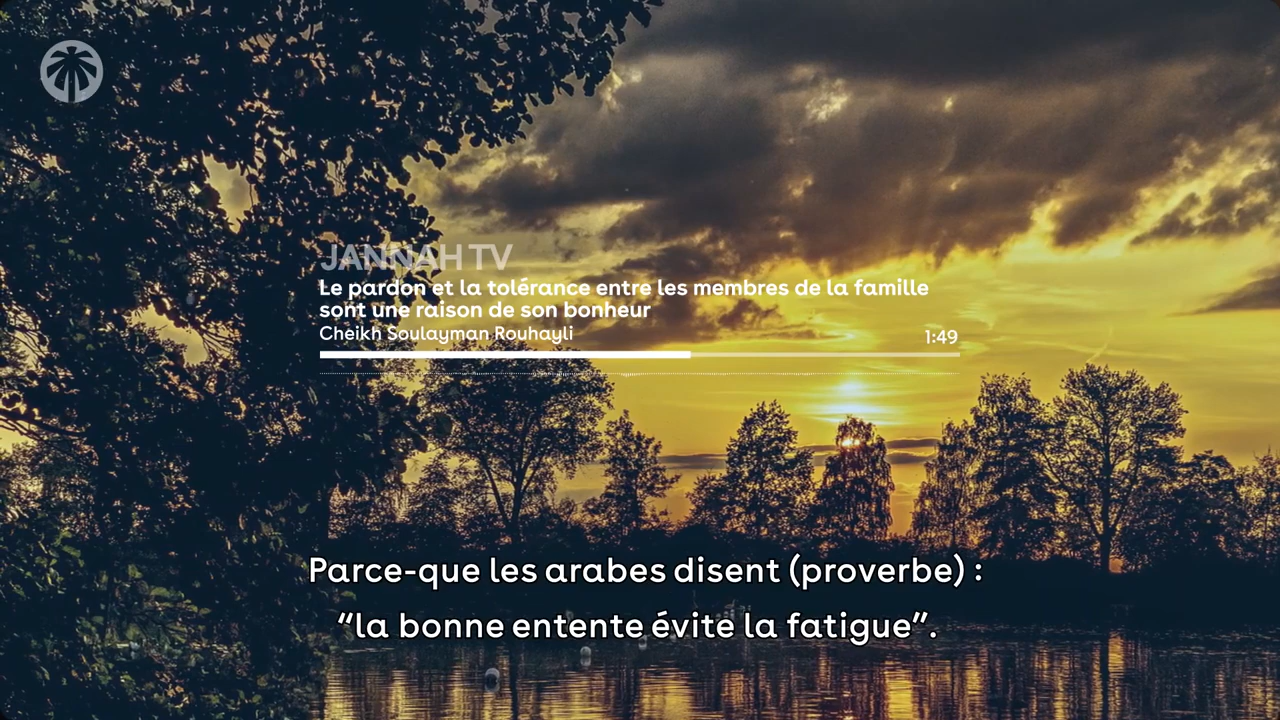 JANNAH TV
Le pardon et la tolérance entre les membres de la famille
sont une raison de son bonheur
Cheikh Soulayman Rouhayli
1:49
Parce-que les arabes disent (proverbe) :
“la bonne entente évite la fatigue”.